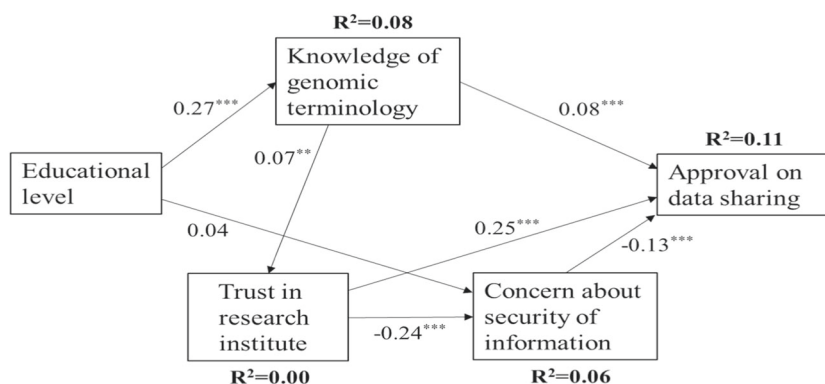 R²=0.08
Knowledge of
genomic
terminology
0.27***
0.08***
R²=0.11
0.07**
Educational
level
Approval on
data sharing
0.04
0.25***
-0.13***
Trust in
research
institute
Concern about
security of
information
-0.24***
R²=0.00
R²=0.06